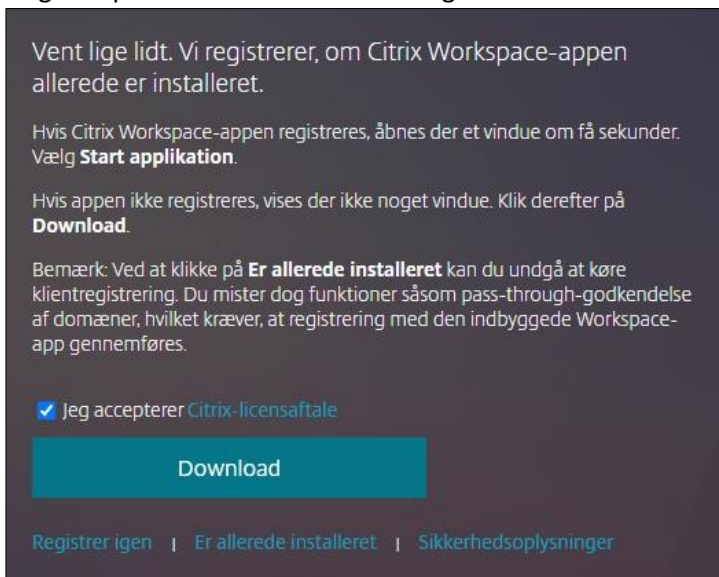 Vent lige lidt. Vi registrerer, om Citrix Workspace-appen
allerede er installeret.
Hvis Citrix Workspace-appen registreres, åbnes der et vindue om få sekunder.
Vælg Start applikation.
Hvis appen ikke registreres, vises der ikke noget vindue. Klik derefter på
Download.
Bemærk: Ved at klikke på Er allerede installeret kan du undgå at køre
klientregistrering. Du mister dog funktioner såsom pass-through-godkendelse
af domæner, hvilket kræver, at registrering med den indbyggede Workspace-
app gennemføres.
Jeg accepterer Citrix-licensaftale
Download
Registrer igen | Er allerede installeret | Sikkerhedsoplysninger